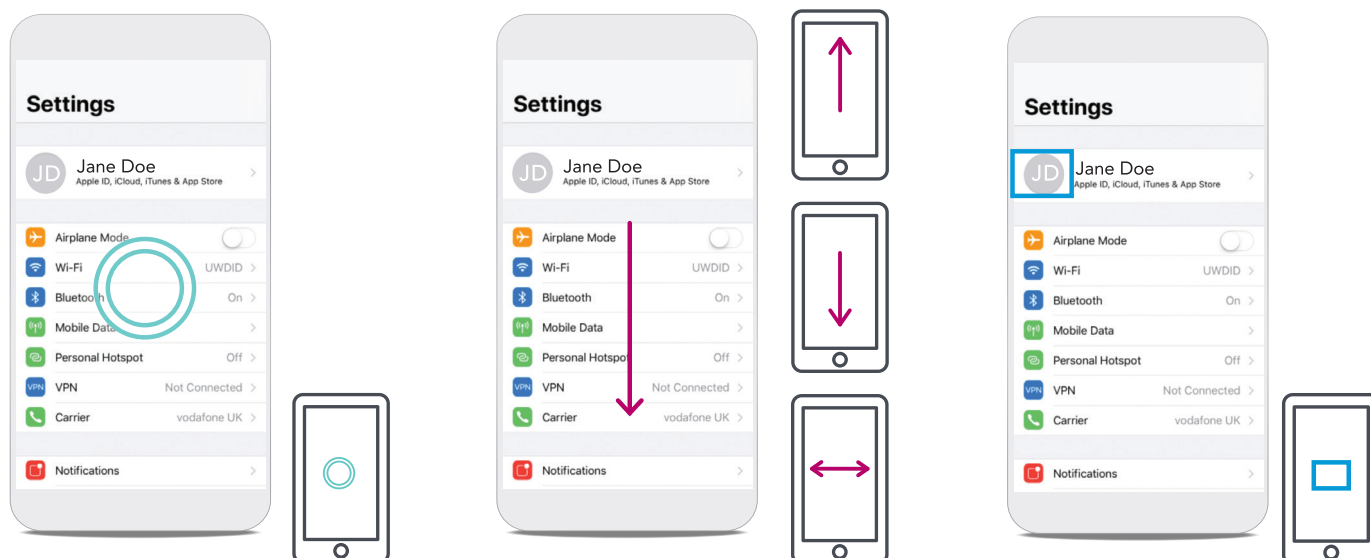 Settings
JD Jane Doe
Apple ID, iCloud, iTunes & App Store
Airplane Mode
Wi-Fi UWDID
Bluetooth On
Mobile Data
Personal Hotspot Off
VPN VPN Not Connected
Carrier vodafone UK
Notifications
Settings
JD Jane Doe
Apple ID, iCloud, iTunes & App Store
Airplane Mode
Wi-Fi UWDID
Bluetooth On
Mobile Data
Personal Hotspot Off
VPN VPN Not Connected
Carrier vodafone UK
Notifications
Settings
JD Jane Doe
Apple ID, iCloud, iTunes & App Store
Airplane Mode
Wi-Fi UWDID
Bluetooth On
Mobile Data
Personal Hotspot Off
VPN VPN Not Connected
Carrier vodafone UK
Notifications